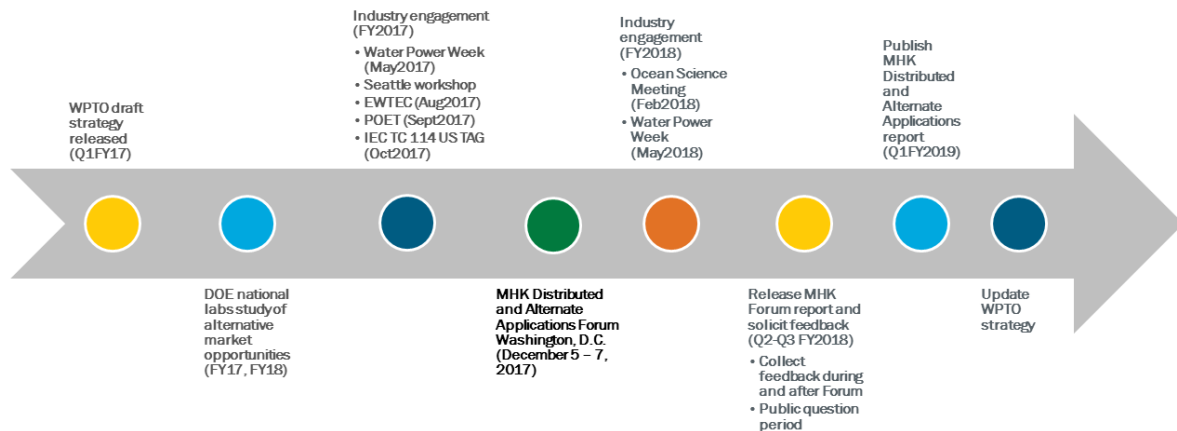 WPTO draft
strategy
released
(Q1FY17)
DOE national
labs study of
alternative
market
opportunities
(FY17, FY18)
Industry engagement
(FY2017)
• Water Power Week
(May2017)
• Seattle workshop
• EWTEC (Aug2017)
• POET (Sept2017)
• IEC TC 114 US TAG
(Oct2017)
MHK Distributed
and Alternate
Applications Forum
Washington, D.C.
(December 5 – 7,
2017)
Industry
engagement
(FY2018)
• Ocean Science
Meeting
(Feb2018)
• Water Power
Week
(May2018)
Release MHK
Forum report and
solicit feedback
(Q2-Q3 FY2018)
• Collect
feedback during
and after Forum
• Public question
period
Publish
MHK
Distributed
and
Alternate
Applications
report
(Q1FY2019)
Update
WPTO
strategy